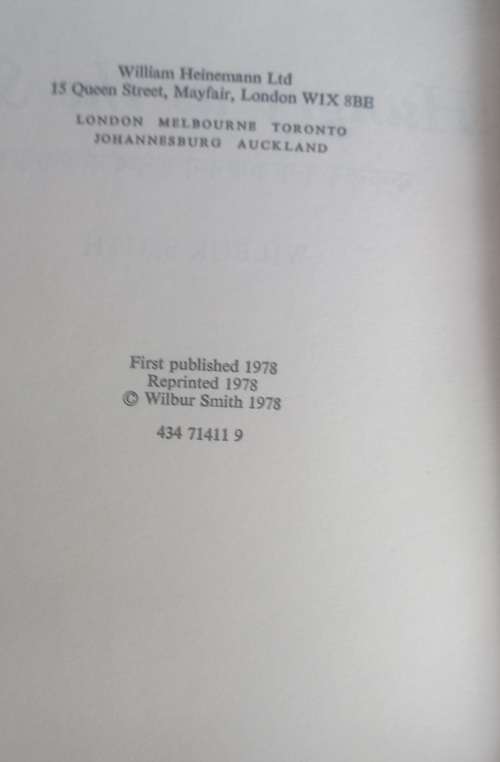 William Heinemann Ltd
15 Queen Street, Mayfair, London W1X 8BE
LONDON MELBOURNE TORONTO
JOHANNESBURG AUCKLAND
First published 1978
Reprinted 1978
© Wilbur Smith 1978
434 71411 9